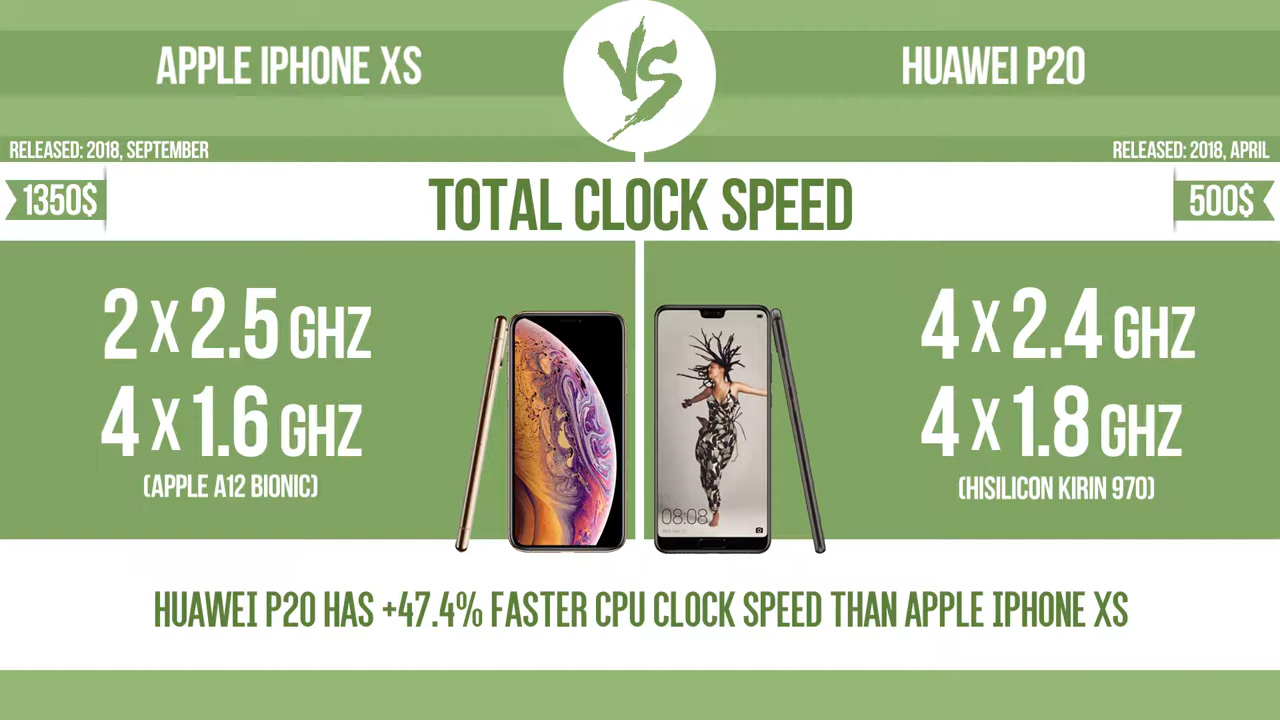 APPLE IPHONE XS
VS
HUAWEI P20
RELEASED: 2018, SEPTEMBER
RELEASED: 2018, APRIL
1350$
TOTAL CLOCK SPEED
500$
2 X 2.5 GHZ
4 X 1.6 GHZ
(APPLE A12 BIONIC)
4 X 2.4 GHZ
4 X 1.8 GHZ
(HISILICON KIRIN 970)
08:08
HUAWEI P20 HAS +47.4% FASTER CPU CLOCK SPEED THAN APPLE IPHONE XS